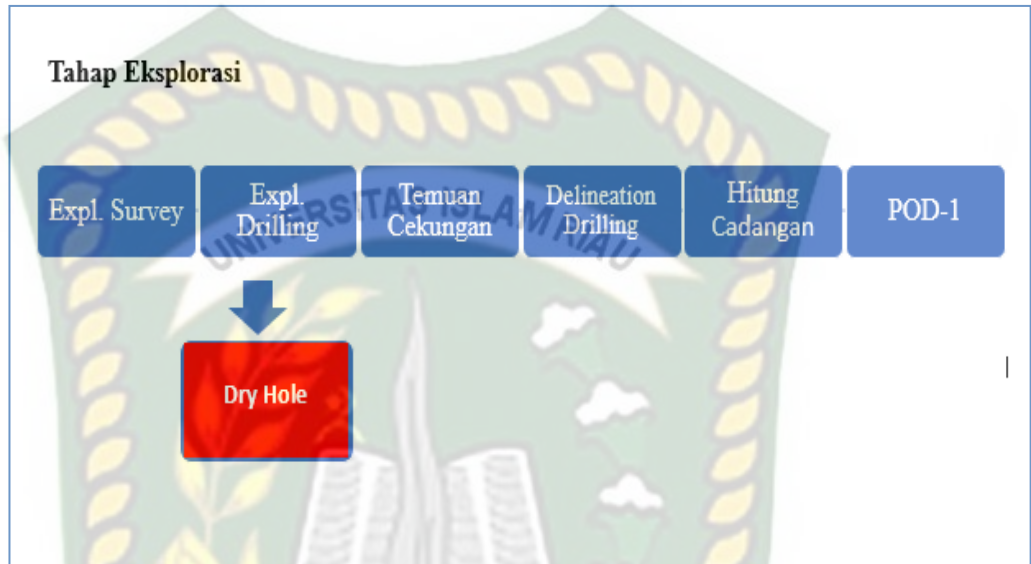 Tahap Eksplorasi
Expl. Survey
Expl.
Drilling
Temuan
Cekungan
Delineation
Drilling
Hitung
Cadangan
POD-1
UNIVERSITAS ISLAM RIAU
Dry Hole